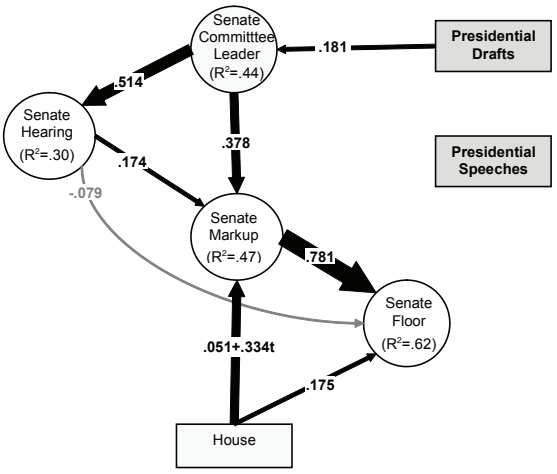 Senate
Committtee
Leader
(R²=.44)
.181
Presidential
Drafts
.514
Senate
Hearing
(R²=.30)
.378
.174
Presidential
Speeches
-.079
Senate
Markup
(R²=.47)
.781
Senate
Floor
(R²=.62)
.051+.334t
.175
House